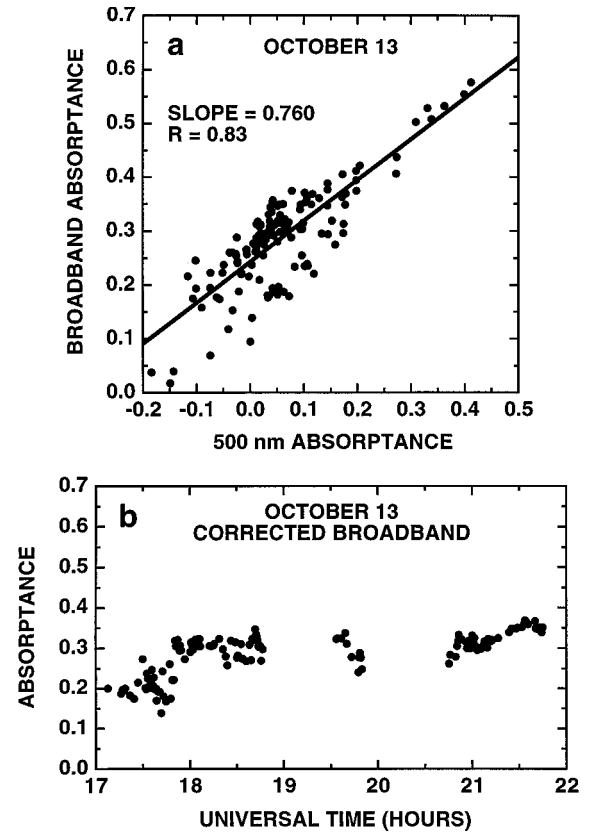 a
OCTOBER 13
SLOPE = 0.760
R = 0.83
BROADBAND ABSORPTANCE
0.7
0.6
0.5
0.4
0.3
0.2
0.1
0.0
-0.2 -0.1 0.0 0.1 0.2 0.3 0.4 0.5
500 nm ABSORPTANCE
b
OCTOBER 13
CORRECTED BROADBAND
ABSORPTANCE
0.7
0.6
0.5
0.4
0.3
0.2
0.1
0.0
17 18 19 20 21 22
UNIVERSAL TIME (HOURS)